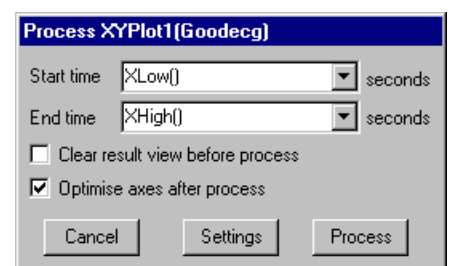 Process XYPlot1(Goodecg)
Start time XLow() seconds
End time XHigh() seconds
Clear result view before process
Optimise axes after process
Cancel Settings Process